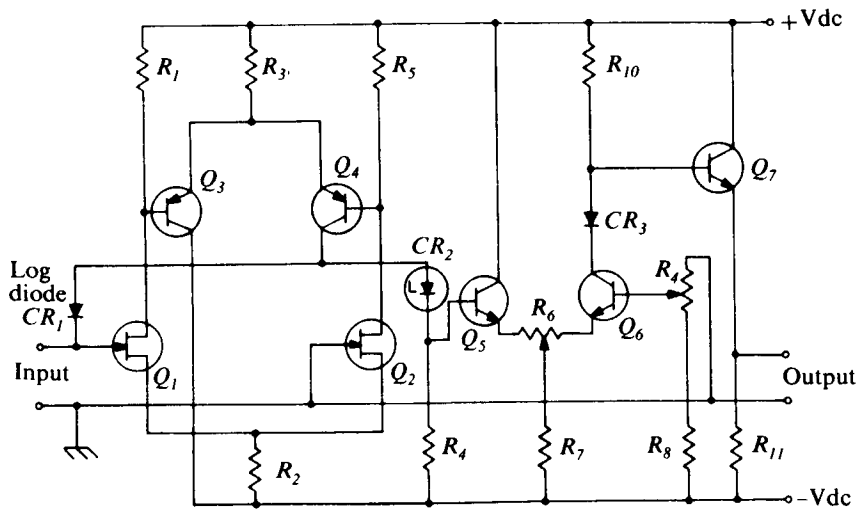 +Vdc
R1
R3
R5
R10
Q3
Q4
Q7
CR2
CR3
R4
Log
diode
CR1
L
R6
Q5
Q6
Input
Q1
Q2
Output
R2
R4
R7
R8
R11
–Vdc